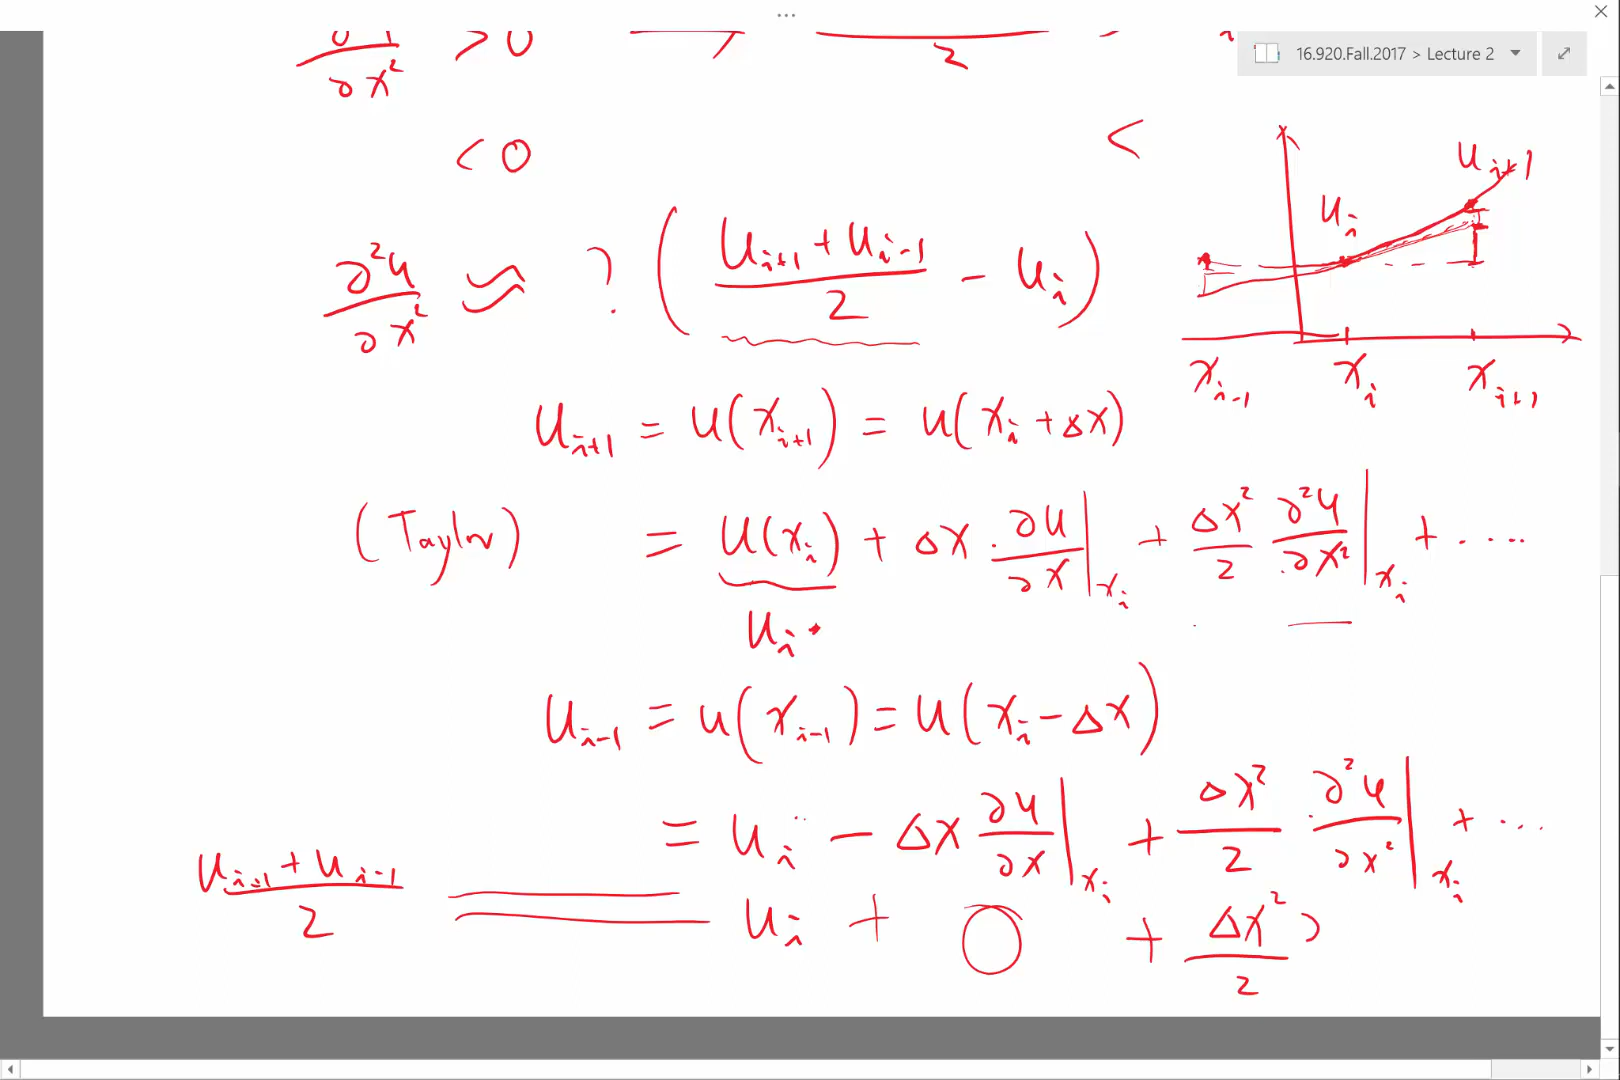 16.920.Fall.2017 > Lecture 2
∂x² > 0 → 2
< 0 <
∂²u/∂x² ≈ ? ( (u_{i+1} + u_{i-1})/2 - u_i )
u_i u_{i+1}
x_{i-1} x_i x_{i+1}
u_{i+1} = u(x_{i+1}) = u(x_i + Δx)
(Taylor) = u(x_i) + Δx · ∂u/∂x |_{x_i} + Δx²/2 ∂²u/∂x² |_{x_i} + ....
u_i
u_{i-1} = u(x_{i-1}) = u(x_i - Δx)
= u_i - Δx ∂u/∂x |_{x_i} + Δx²/2 · ∂²u/∂x² |_{x_i} + ...
(u_{i+1} + u_{i-1})/2 = u_i + 0 + Δx²/2